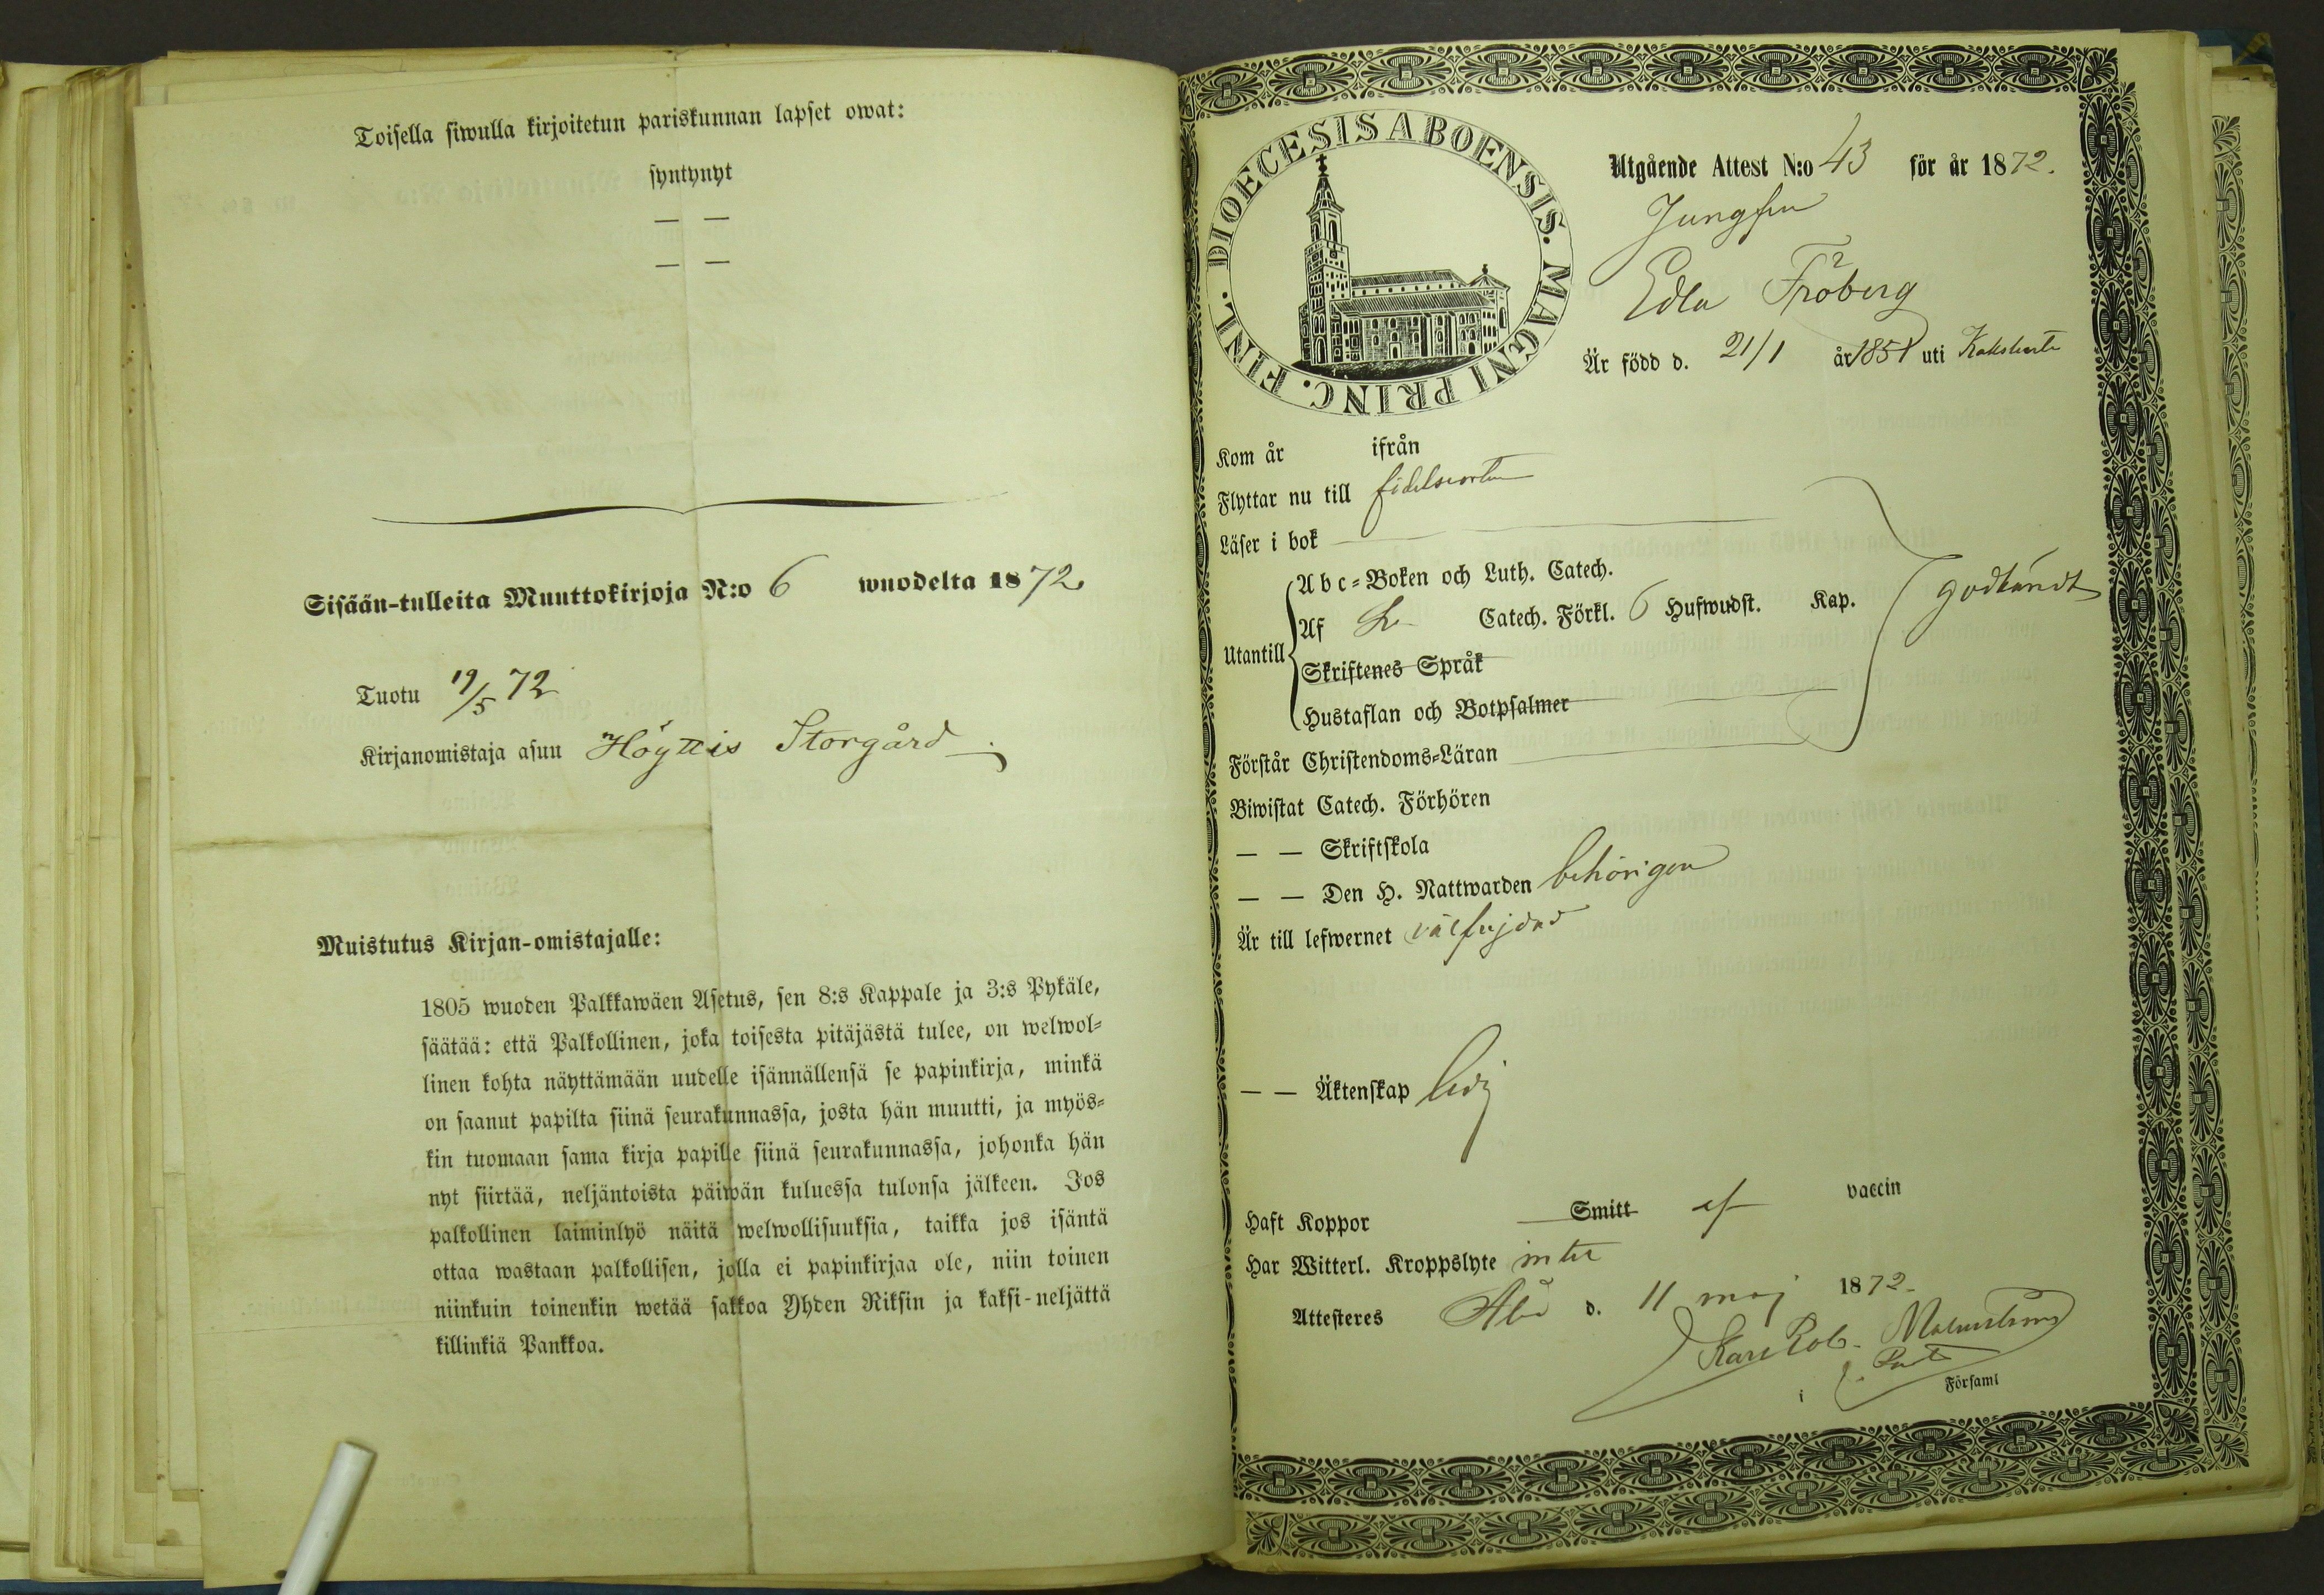 Toisella siwulla kirjoitetun pariskunnan lapset owat:
syntynyt
— —
— —
Sisään-tulleita Muuttokirjoja N:o 6 wuodelta 1872
Tuotu 19/5 72
Kirjanomistaja asuu Höyttis Storgård.
Muistutus Kirjan-omistajalle:
1805 wuoden Palkkawäen Asetus, sen 8:s Kappale ja 3:s Pykäle,
säätää: että Palkollinen, joka toisesta pitäjästä tulee, on welwol=
linen kohta näyttämään uudelle isännällensä se papinkirja, minkä
on saanut papilta siinä seurakunnassa, josta hän muutti, ja myös=
kin tuomaan sama kirja papille siinä seurakunnassa, johonka hän
nyt siirtää, neljäntoista päiwän kuluessa tulonsa jälkeen. Jos
palkollinen laiminlyö näitä welwollisuuksia, taikka jos isäntä
ottaa wastaan palkollisen, jolla ei papinkirjaa ole, niin toinen
niinkuin toinenkin wetää sakkoa Yhden Riksin ja kaksi-neljättä
killinkiä Pankkoa.
DIOECESIS ABOENSIS. MAGNI PRINC. FINL.
Utgående Attest N:o 43 för år 1872.
Jungfru
Edla Fröberg
Är född d. 21/1 år 1851 uti
Kom år ifrån
Flyttar nu till födelseorten
Läser i bok
Utantill
Abc=Boken och Luth. Catech.
Af Catech. Förkl. 6 Hufwudst. Kap.
godkändt
Skriftenes Språk
Hustaflan och Botpsalmer
Förstår Christendoms=Läran
Biwistat Catech. Förhören
— — Skriftskola
— — Den H. Nattwarden behörigen
Är till lefwernet välfrejdad
— — Äktenskap ledig
Haft Koppor Smitt vaccin
Har Witterl. Kroppslyte intet
Attesteres Åbo d. 11 maj 1872.
Karl Rob. Malmström
i Församl